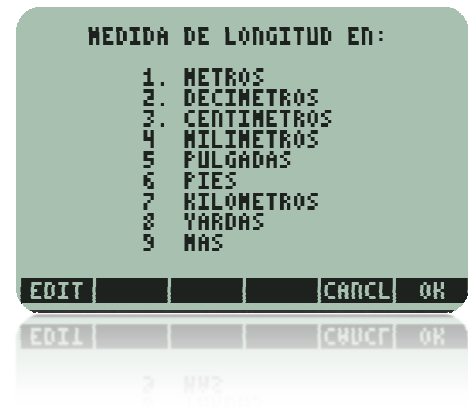 MEDIDA DE LONGITUD EN:
1. METROS
2. DECIMETROS
3. CENTIMETROS
4 MILIMETROS
5 PULGADAS
6 PIES
7 KILOMETROS
8 YARDAS
9 MAS
EDIT CANCL OK